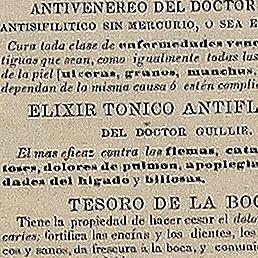 ANTIVENEREO DEL DOCTOR
ANTISIFILITICO SIN MERCURIO, O SEA E
Cura toda clase de enfermedades vene
tiguas que sean, como igualmente todas las
de la piel (ulceras, granos, manchas,
dependan de la misma causa ó estén compli
ELIXIR TONICO ANTIFL
DEL DOCTOR GUILLIE.
El mas eficaz contra las flemas, cata
toses, dolores de pulmon, apoplegia
dades del higado y biliosas.
TESORO DE LA BOC
Tiene la propiedad de hacer cesar el dolo
caries; fortifica las encías y los dientes, los
cos y sanos, da frescura á la boca, y comuni